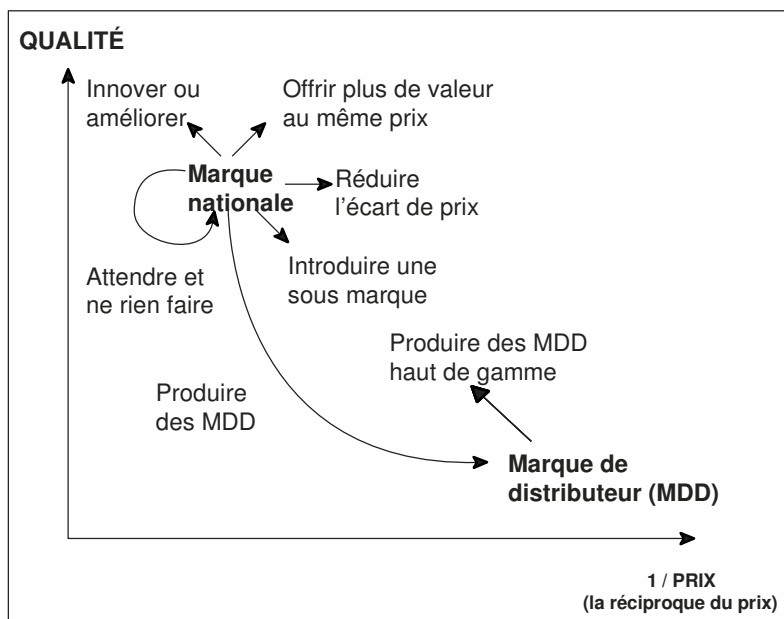 QUALITÉ
Innover ou
améliorer
Offrir plus de valeur
au même prix
Marque
nationale
Réduire
l'écart de prix
Attendre et
ne rien faire
Introduire une
sous marque
Produire des MDD
haut de gamme
Produire
des MDD
Marque de
distributeur (MDD)
1 / PRIX
(la réciproque du prix)